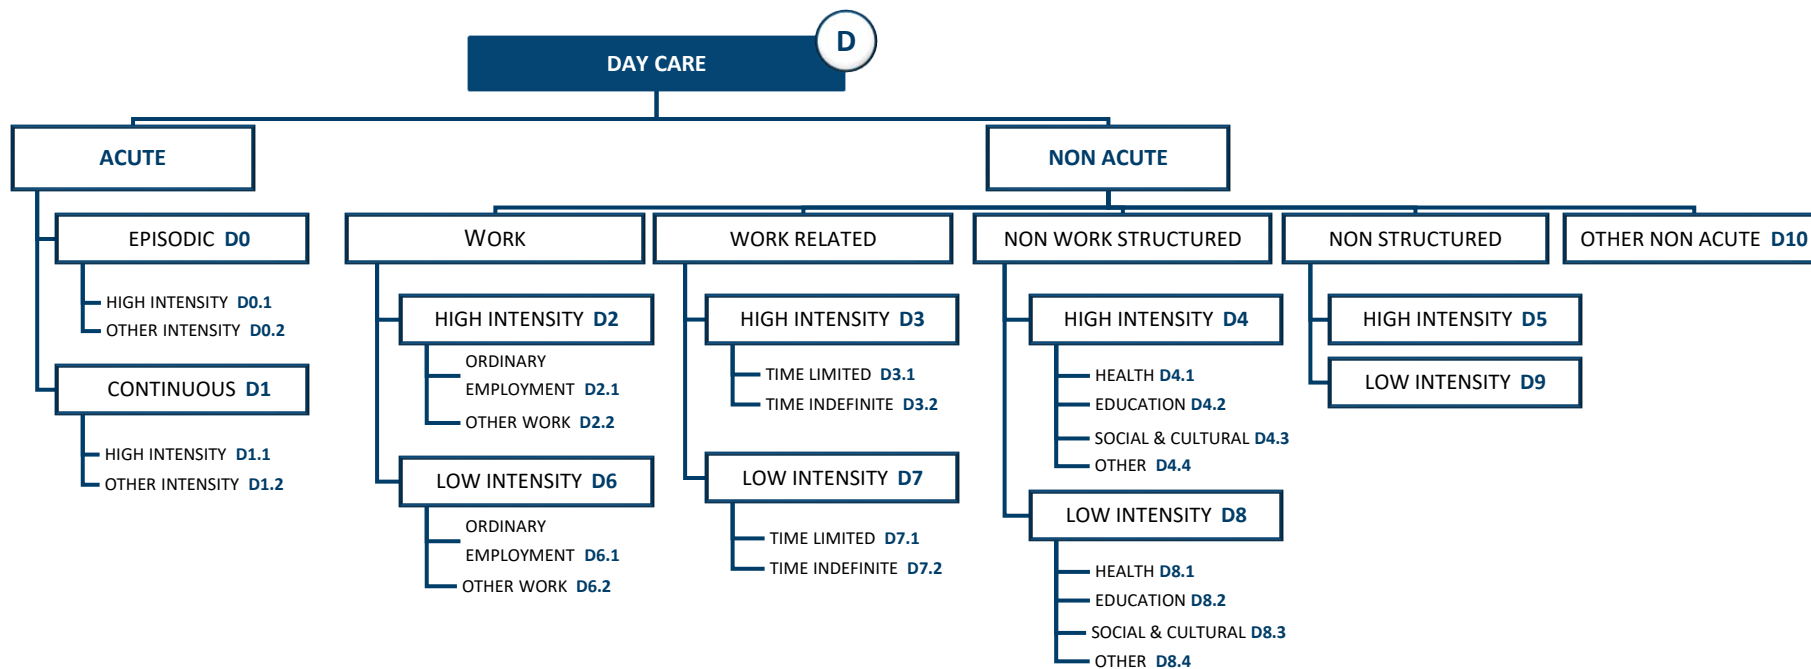 D
DAY CARE
ACUTE
NON ACUTE
EPISODIC D0
HIGH INTENSITY D0.1
OTHER INTENSITY D0.2
CONTINUOUS D1
HIGH INTENSITY D1.1
OTHER INTENSITY D1.2
WORK
HIGH INTENSITY D2
ORDINARY
EMPLOYMENT D2.1
OTHER WORK D2.2
LOW INTENSITY D6
ORDINARY
EMPLOYMENT D6.1
OTHER WORK D6.2
WORK RELATED
HIGH INTENSITY D3
TIME LIMITED D3.1
TIME INDEFINITE D3.2
LOW INTENSITY D7
TIME LIMITED D7.1
TIME INDEFINITE D7.2
NON WORK STRUCTURED
HIGH INTENSITY D4
HEALTH D4.1
EDUCATION D4.2
SOCIAL & CULTURAL D4.3
OTHER D4.4
LOW INTENSITY D8
HEALTH D8.1
EDUCATION D8.2
SOCIAL & CULTURAL D8.3
OTHER D8.4
NON STRUCTURED
HIGH INTENSITY D5
LOW INTENSITY D9
OTHER NON ACUTE D10